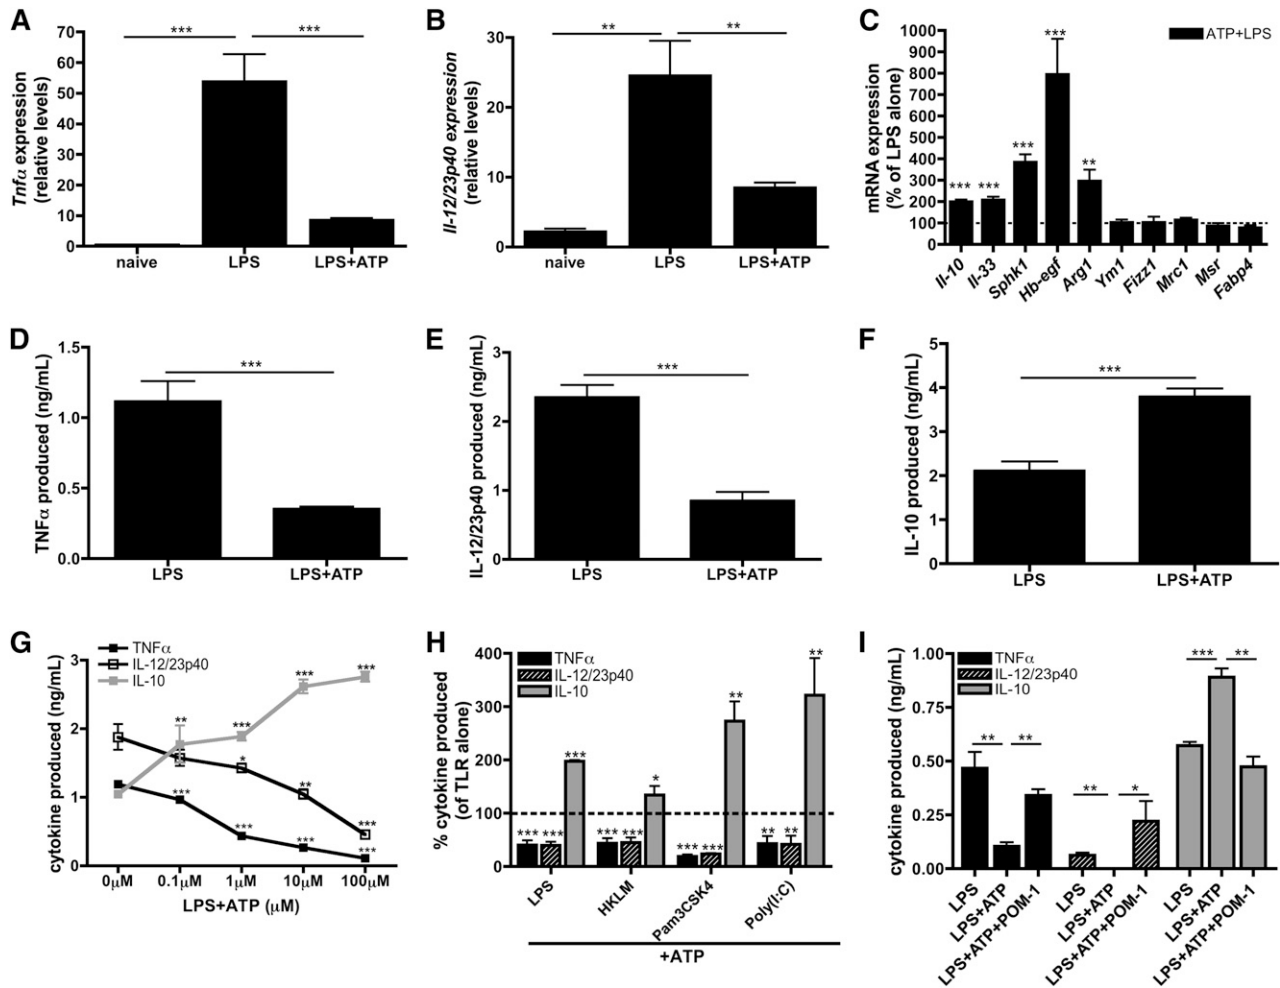 A
***
***
Tnfα expression
(relative levels)
70
60
50
40
30
20
10
0
naive
LPS
LPS+ATP
B
**
**
Il-12/23p40 expression
(relative levels)
30
20
10
0
naive
LPS
LPS+ATP
C
ATP+LPS
mRNA expression
(% of LPS alone)
1000
900
800
700
600
500
400
300
200
100
0
***
***
***
***
**
Il-10
Il-33
Sphk1
Hb-egf
Arg1
Ym1
Fizz1
Mrc1
Msr
Fabp4
D
***
TNFα produced (ng/mL)
1.5
1.0
0.5
0.0
LPS
LPS+ATP
E
***
IL-12/23p40 produced (ng/mL)
3
2
1
0
LPS
LPS+ATP
F
***
IL-10 produced (ng/mL)
5
4
3
2
1
0
LPS
LPS+ATP
G
TNFα
IL-12/23p40
IL-10
cytokine produced (ng/mL)
3
2
1
0
**
***
***
***
*
**
***
***
***
***
***
0μM
0.1μM
1μM
10μM
100μM
LPS+ATP (μM)
H
TNFα
IL-12/23p40
IL-10
% cytokine produced
(of TLR alone)
400
300
200
100
0
*** *** ***
*** *** *
*** *** **
** ** **
LPS
HKLM
Pam3CSK4
Poly(I:C)
+ATP
I
TNFα
IL-12/23p40
IL-10
cytokine produced (ng/mL)
1.00
0.75
0.50
0.25
0.00
** **
** *
*** **
LPS
LPS+ATP
LPS+ATP+POM-1
LPS
LPS+ATP
LPS+ATP+POM-1
LPS
LPS+ATP
LPS+ATP+POM-1